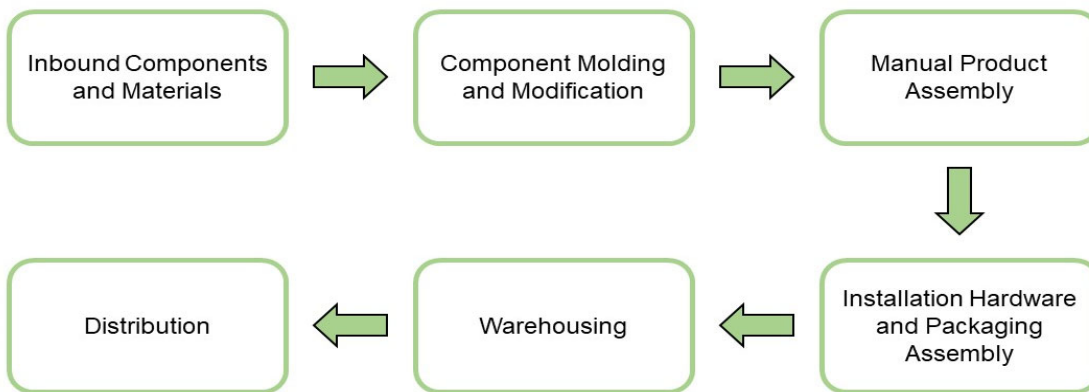 Inbound Components
and Materials
Component Molding
and Modification
Manual Product
Assembly
Installation Hardware
and Packaging
Assembly
Warehousing
Distribution